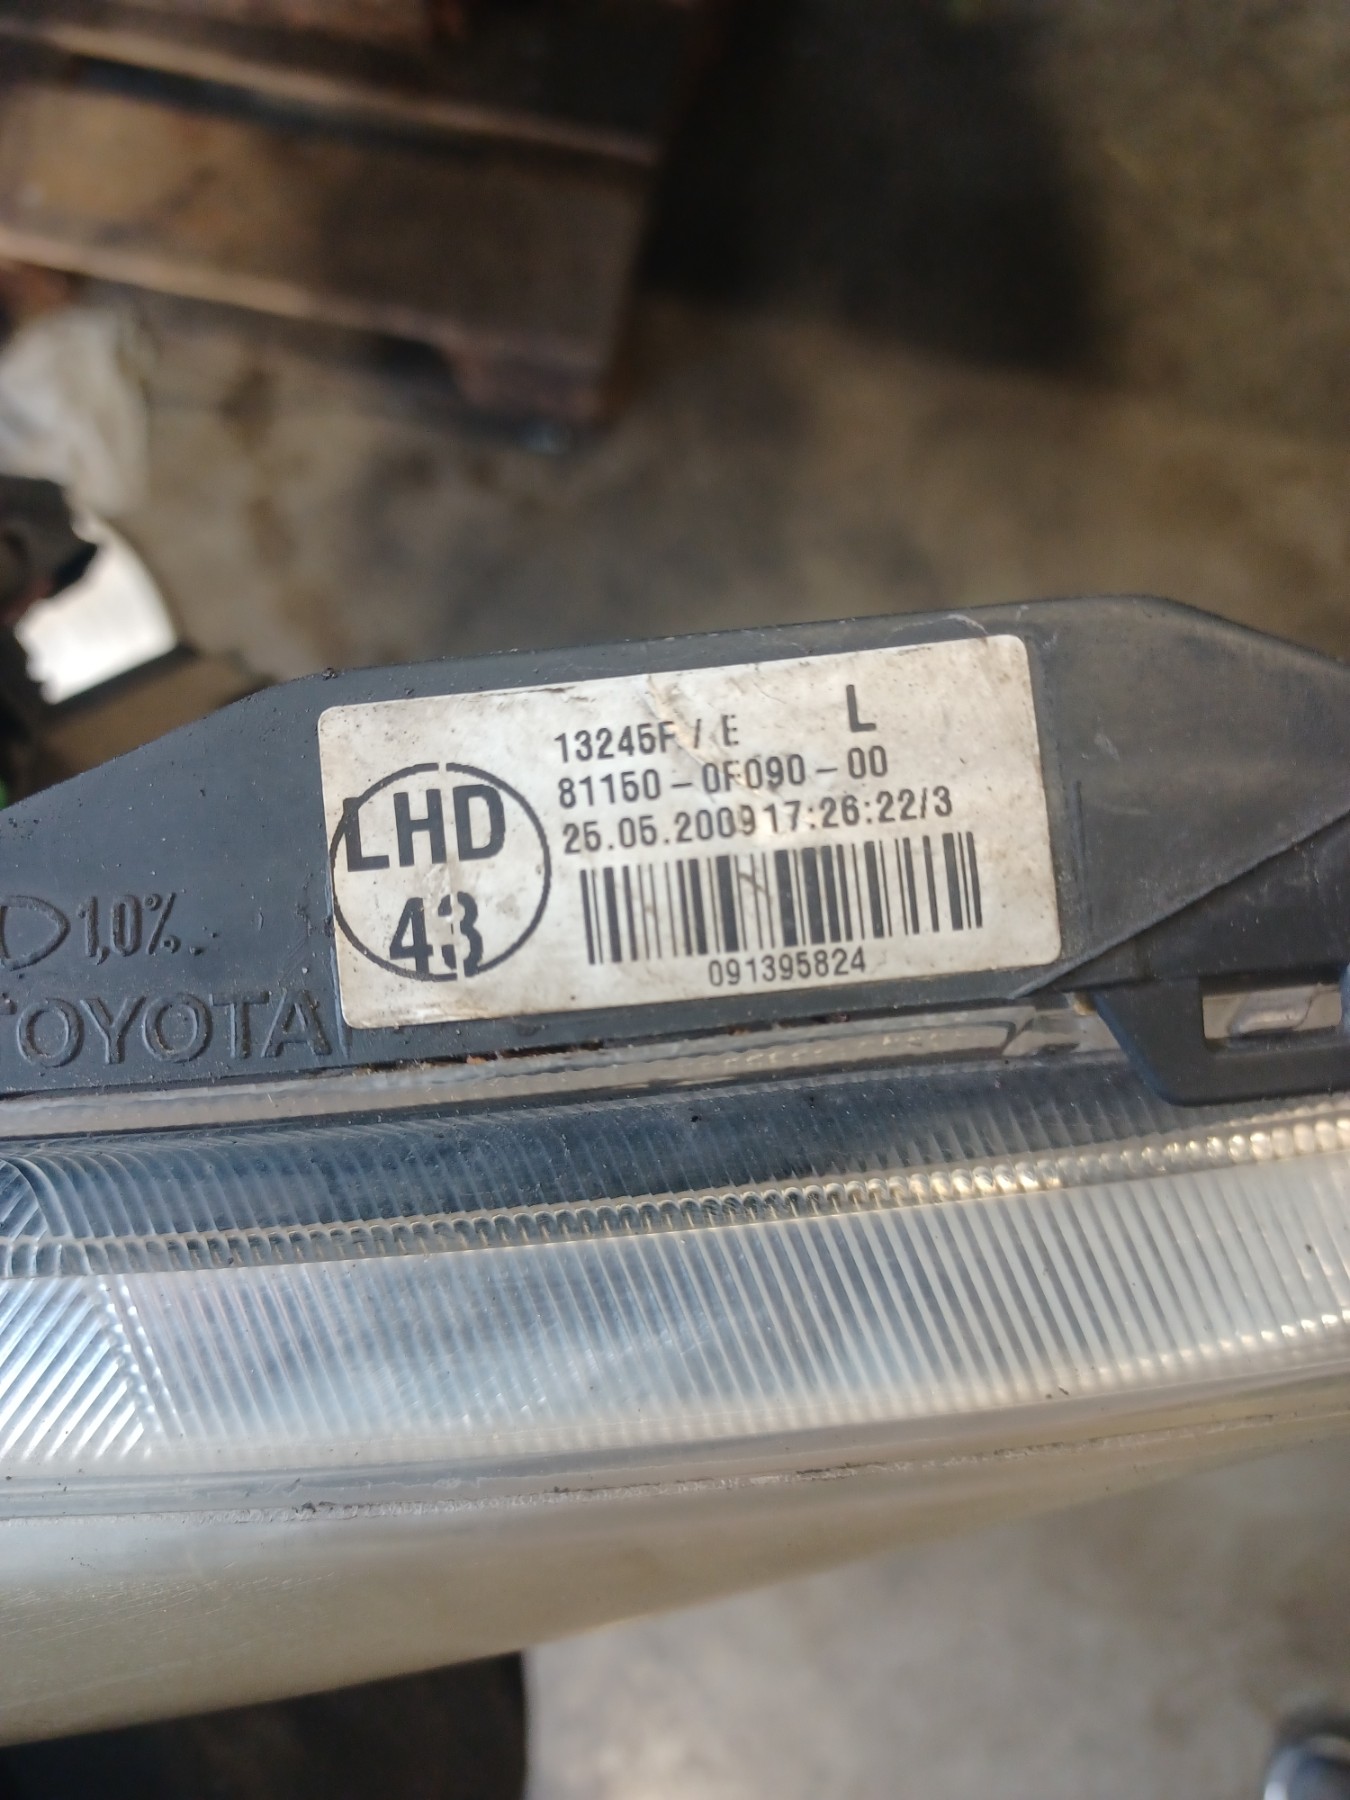 13245F / E L
81150-0F090-00
25.05.2009 17:26:22/3
LHD
43
091395824
1,0%
TOYOTA